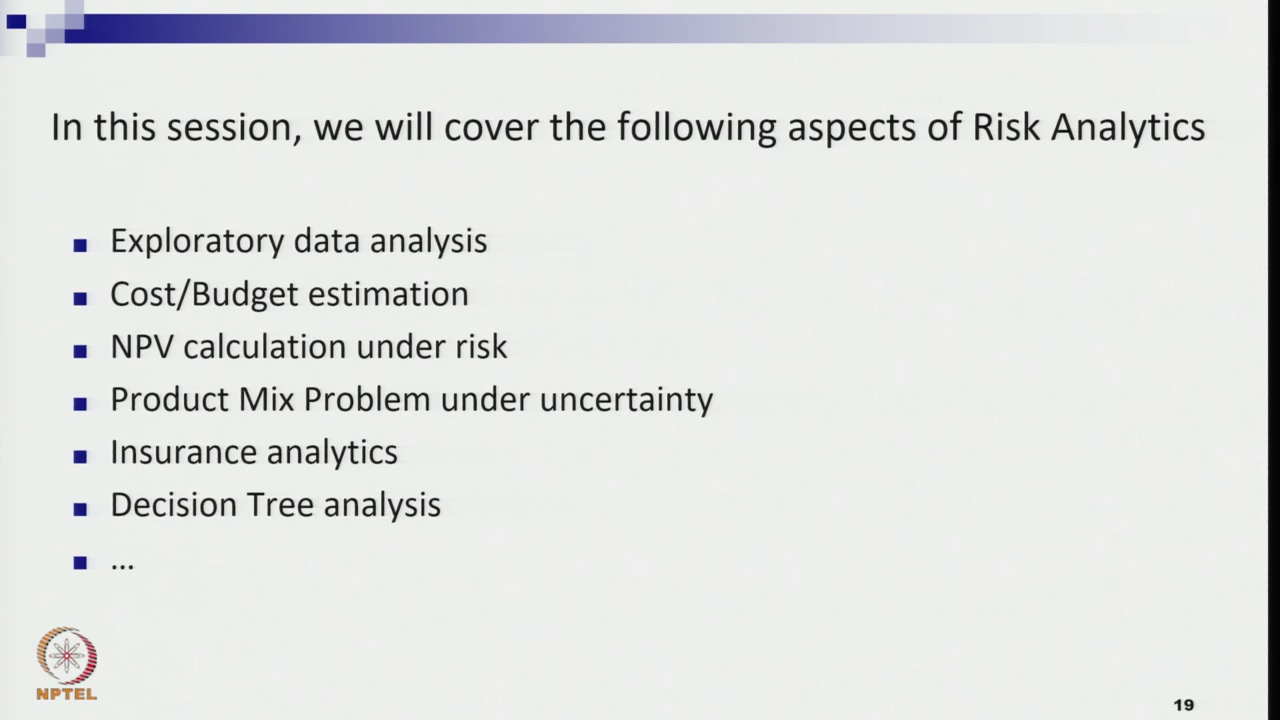 In this session, we will cover the following aspects of Risk Analytics
Exploratory data analysis
Cost/Budget estimation
NPV calculation under risk
Product Mix Problem under uncertainty
Insurance analytics
Decision Tree analysis
...
NPTEL
19